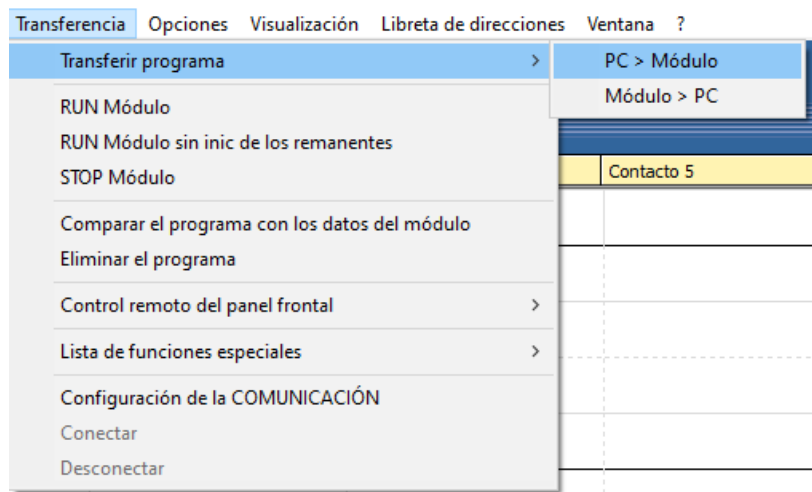 Transferencia Opciones Visualización Libreta de direcciones Ventana ?
Transferir programa >
PC > Módulo
Módulo > PC
RUN Módulo
RUN Módulo sin inic de los remanentes
STOP Módulo
Contacto 5
Comparar el programa con los datos del módulo
Eliminar el programa
Control remoto del panel frontal >
Lista de funciones especiales >
Configuración de la COMUNICACIÓN
Conectar
Desconectar